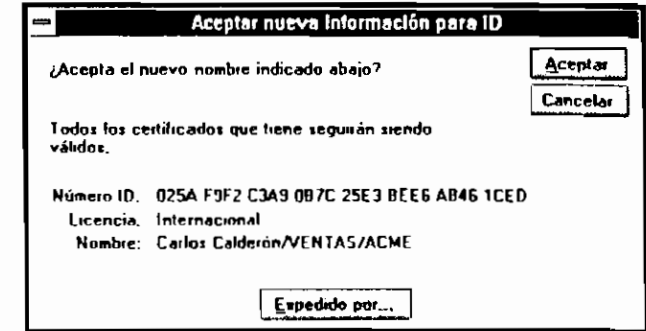 Aceptar nueva Información para ID
¿Acepta el nuevo nombre indicado abajo?
Aceptar
Cancelar
Todos los certificados que tiene seguirán siendo
válidos.
Número ID. 025A F9F2 C3A9 0B7C 25E3 BEE6 AB46 1CED
Licencia. Internacional
Nombre: Carlos Calderón/VENTAS/ACME
Expedido por...